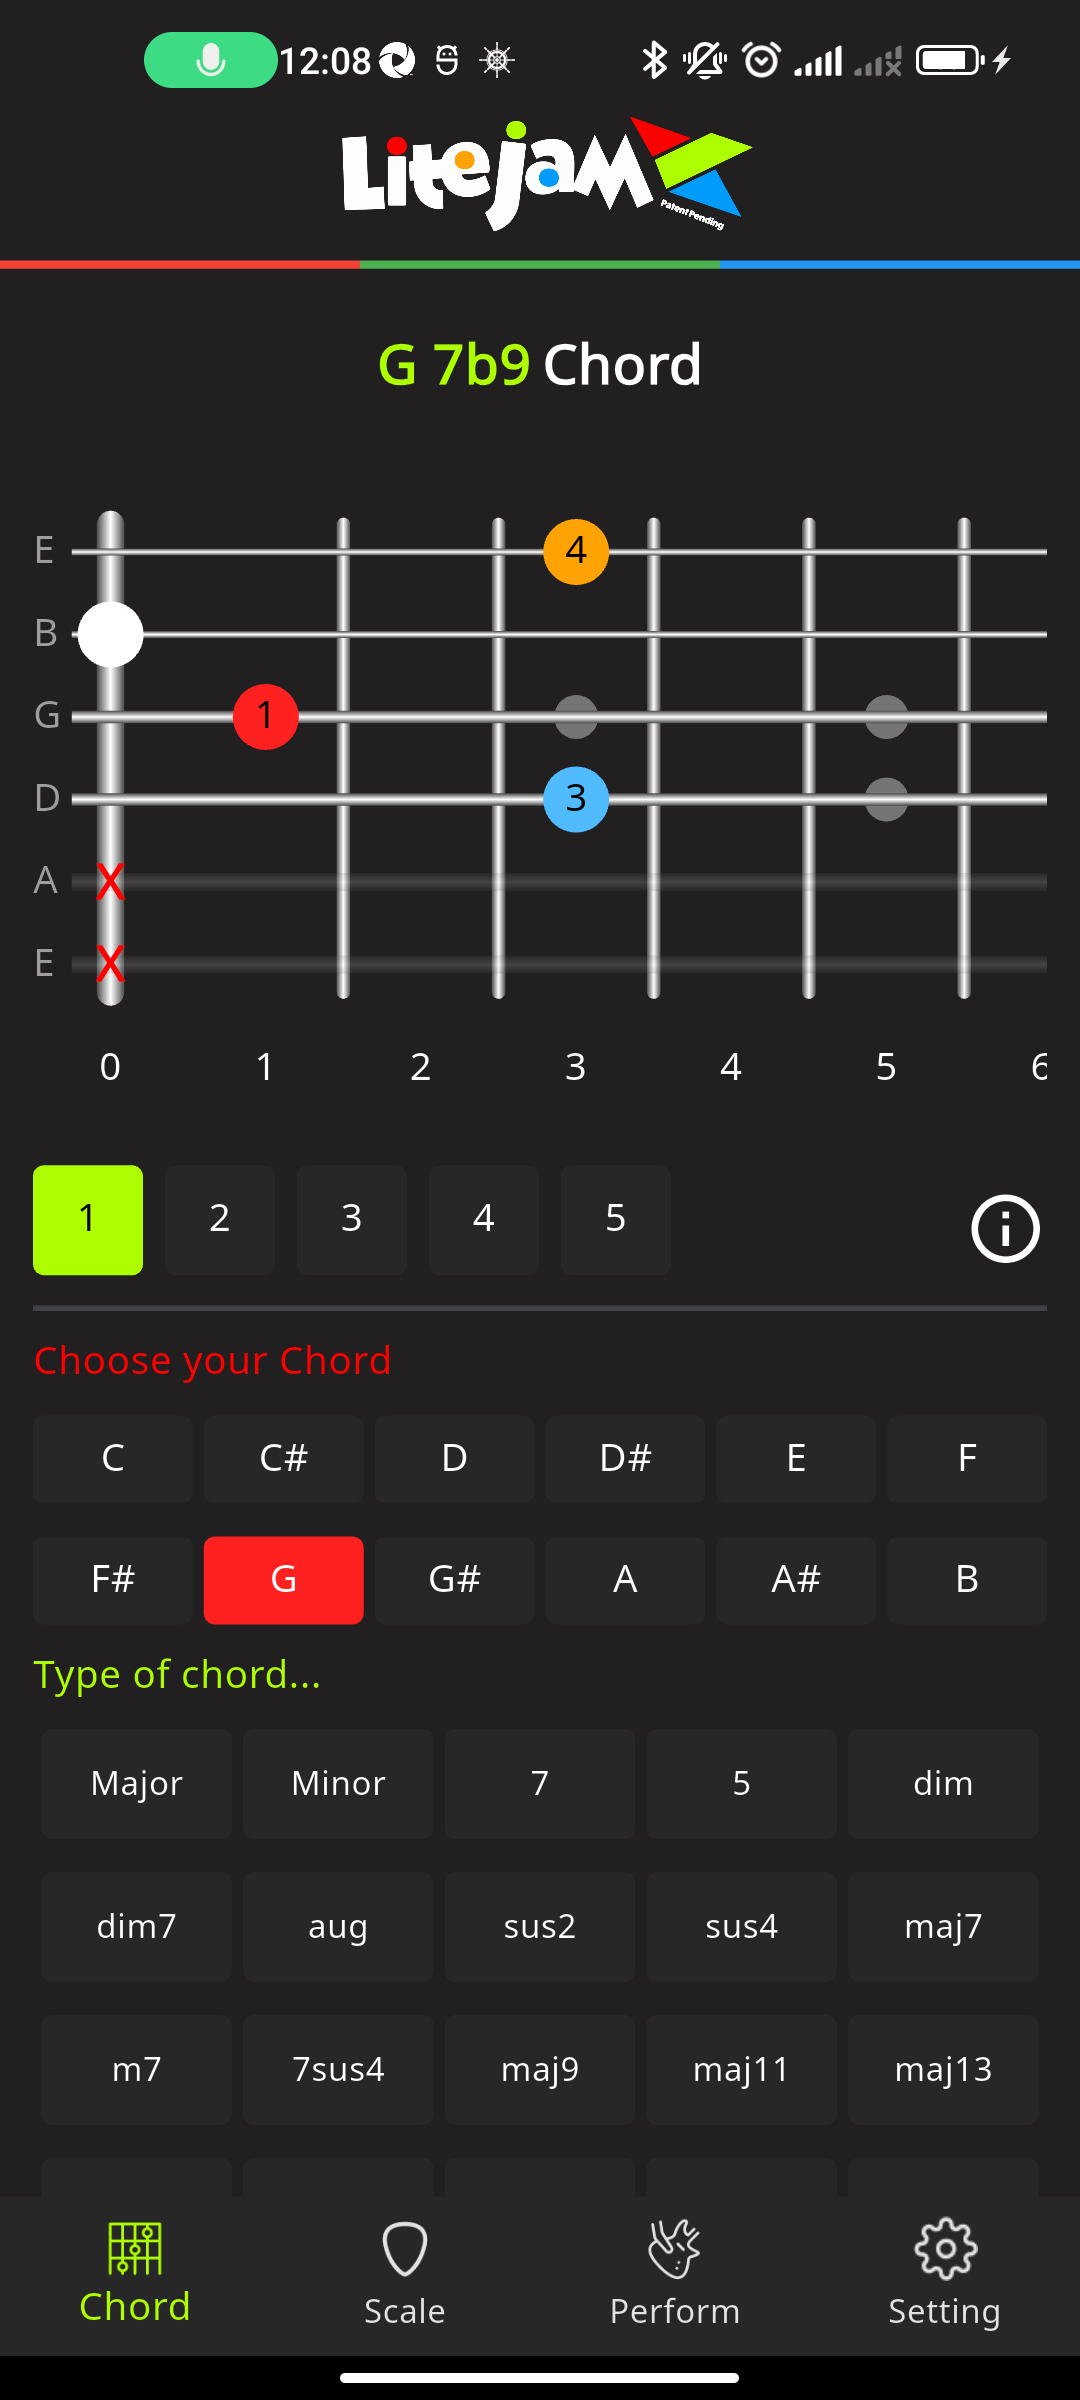 12:08
Litejam
Patent Pending
G 7b9 Chord
E 4
B
G 1
D 3
A X
E X
0 1 2 3 4 5 6
1 2 3 4 5
Choose your Chord
C C# D D# E F
F# G G# A A# B
Type of chord...
Major Minor 7 5 dim
dim7 aug sus2 sus4 maj7
m7 7sus4 maj9 maj11 maj13
Chord Scale Perform Setting